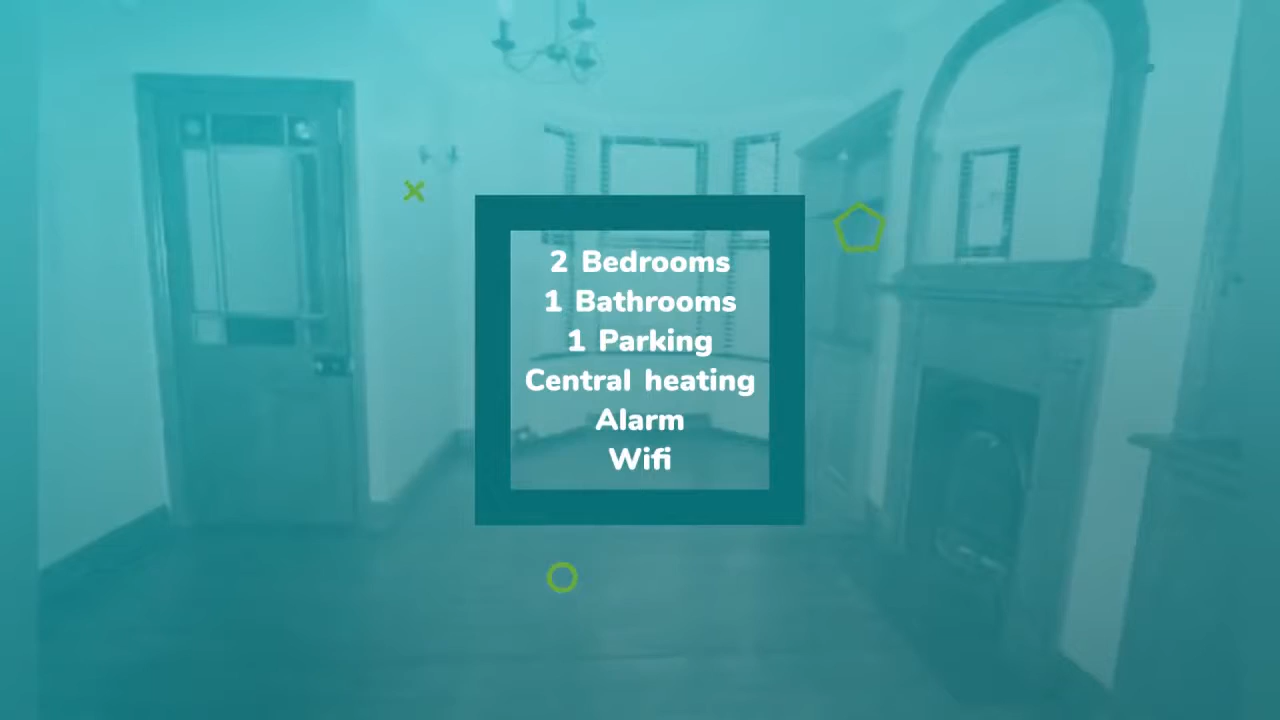 2 Bedrooms
1 Bathrooms
1 Parking
Central heating
Alarm
Wifi